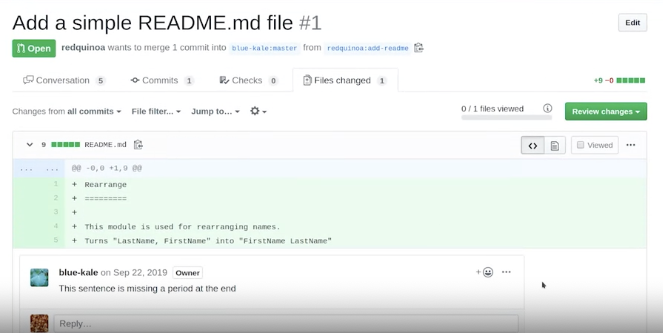 Add a simple README.md file #1
Edit
Open redquinoa wants to merge 1 commit into blue-kale:master from redquinoa:add-readme
Conversation 5 Commits 1 Checks 0 Files changed 1 +9 −0
Changes from all commits File filter... Jump to... 0 / 1 files viewed Review changes
9 README.md Viewed
... ... @@ -0,0 +1,9 @@
1 + Rearrange
2 + =========
3 +
4 + This module is used for rearranging names.
5 + Turns "LastName, FirstName" into "FirstName LastName"
blue-kale on Sep 22, 2019 Owner
This sentence is missing a period at the end
Reply...